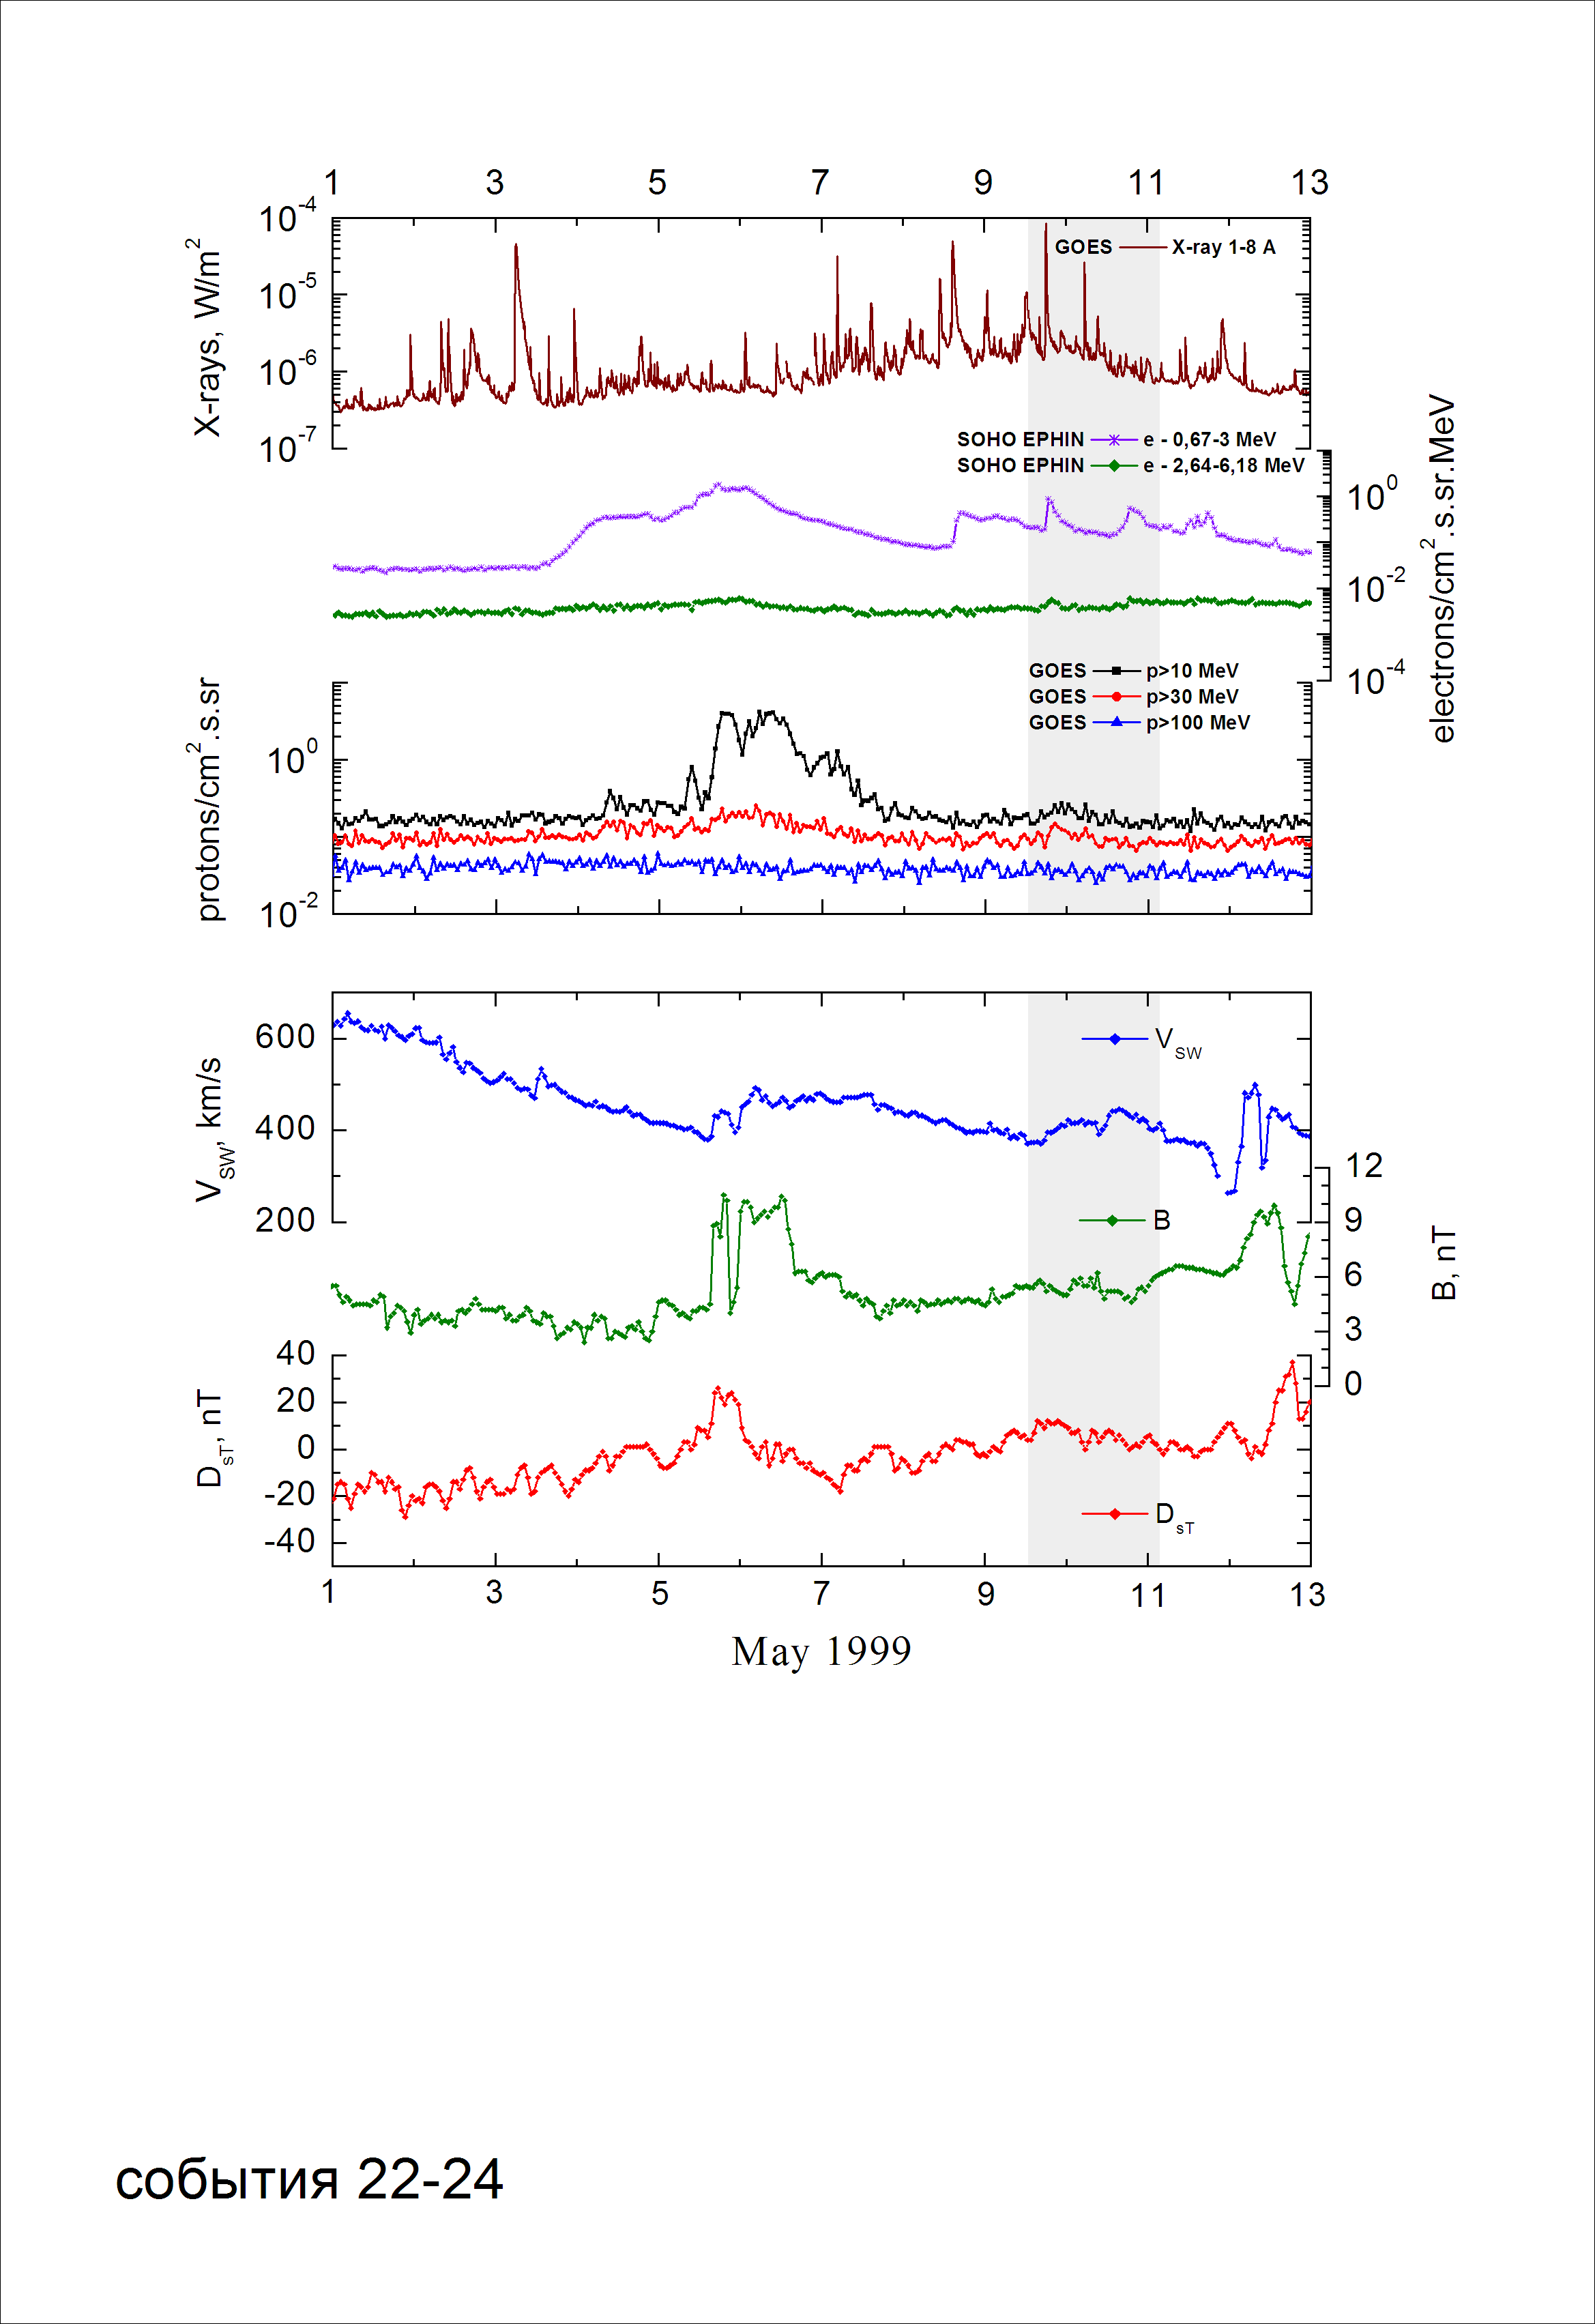 1 3 5 7 9 11 13
X-rays, W/m²
10⁻⁴
10⁻⁵
10⁻⁶
10⁻⁷
GOES X-ray 1-8 A
SOHO EPHIN e - 0,67-3 MeV
SOHO EPHIN e - 2,64-6,18 MeV
electrons/cm².s.sr.MeV
10⁰
10⁻²
10⁻⁴
protons/cm².s.sr
10⁰
10⁻²
GOES p>10 MeV
GOES p>30 MeV
GOES p>100 MeV
V_SW, km/s
600
400
200
V_SW
B
B, nT
12
9
6
3
0
D_sT, nT
40
20
0
-20
-40
D_sT
1 3 5 7 9 11 13
May 1999
события 22-24